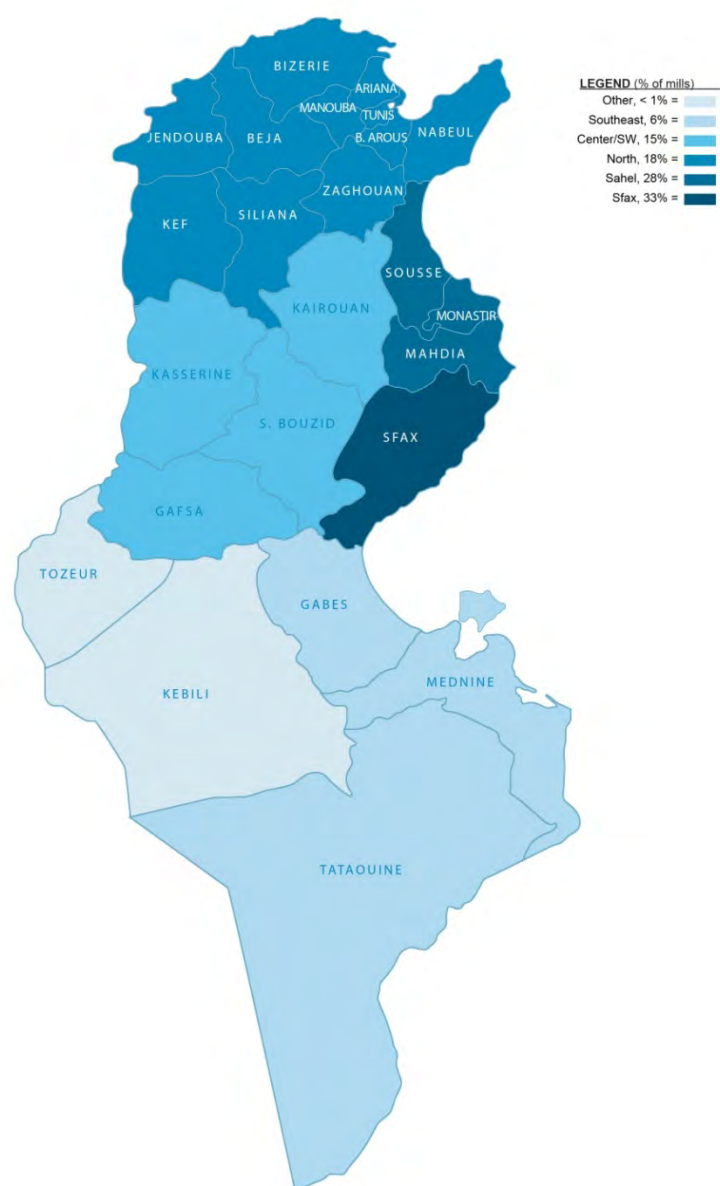 LEGEND (% of mills)
Other, < 1% =
Southeast, 6% =
Center/SW, 15% =
North, 18% =
Sahel, 28% =
Sfax, 33% =
BIZERIE
ARIANA
MANOUBA
TUNIS
JENDOUBA
BEJA
B. AROUS
NABEUL
ZAGHOUAN
KEF
SILIANA
SOUSSE
KAIROUAN
MONASTIR
MAHDIA
KASSERINE
S. BOUZID
SFAX
GAFSA
TOZEUR
GABES
KEBILI
MEDNINE
TATAOUINE